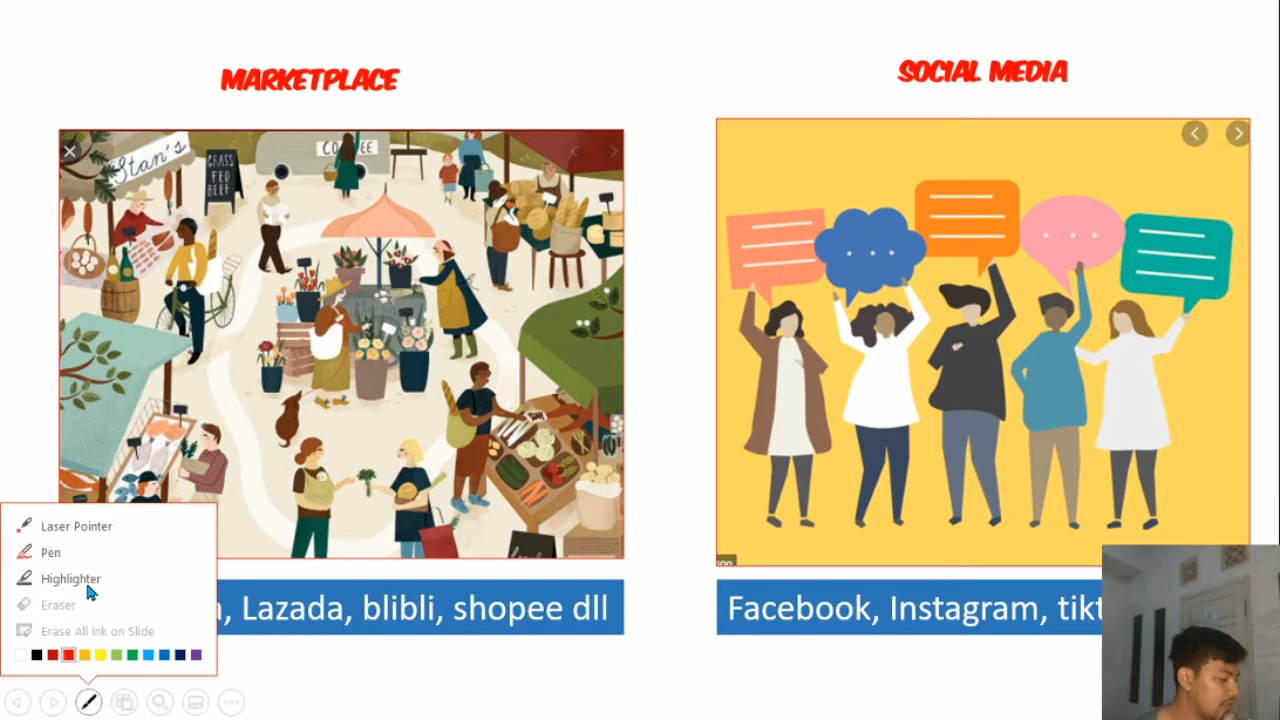 MARKETPLACE
SOCIAL MEDIA
Stan's
GRASS
FED
BEEF
COFFEE
Laser Pointer
Pen
Highlighter
Eraser
Erase All Ink on Slide
, Lazada, blibli, shopee dll
Facebook, Instagram,